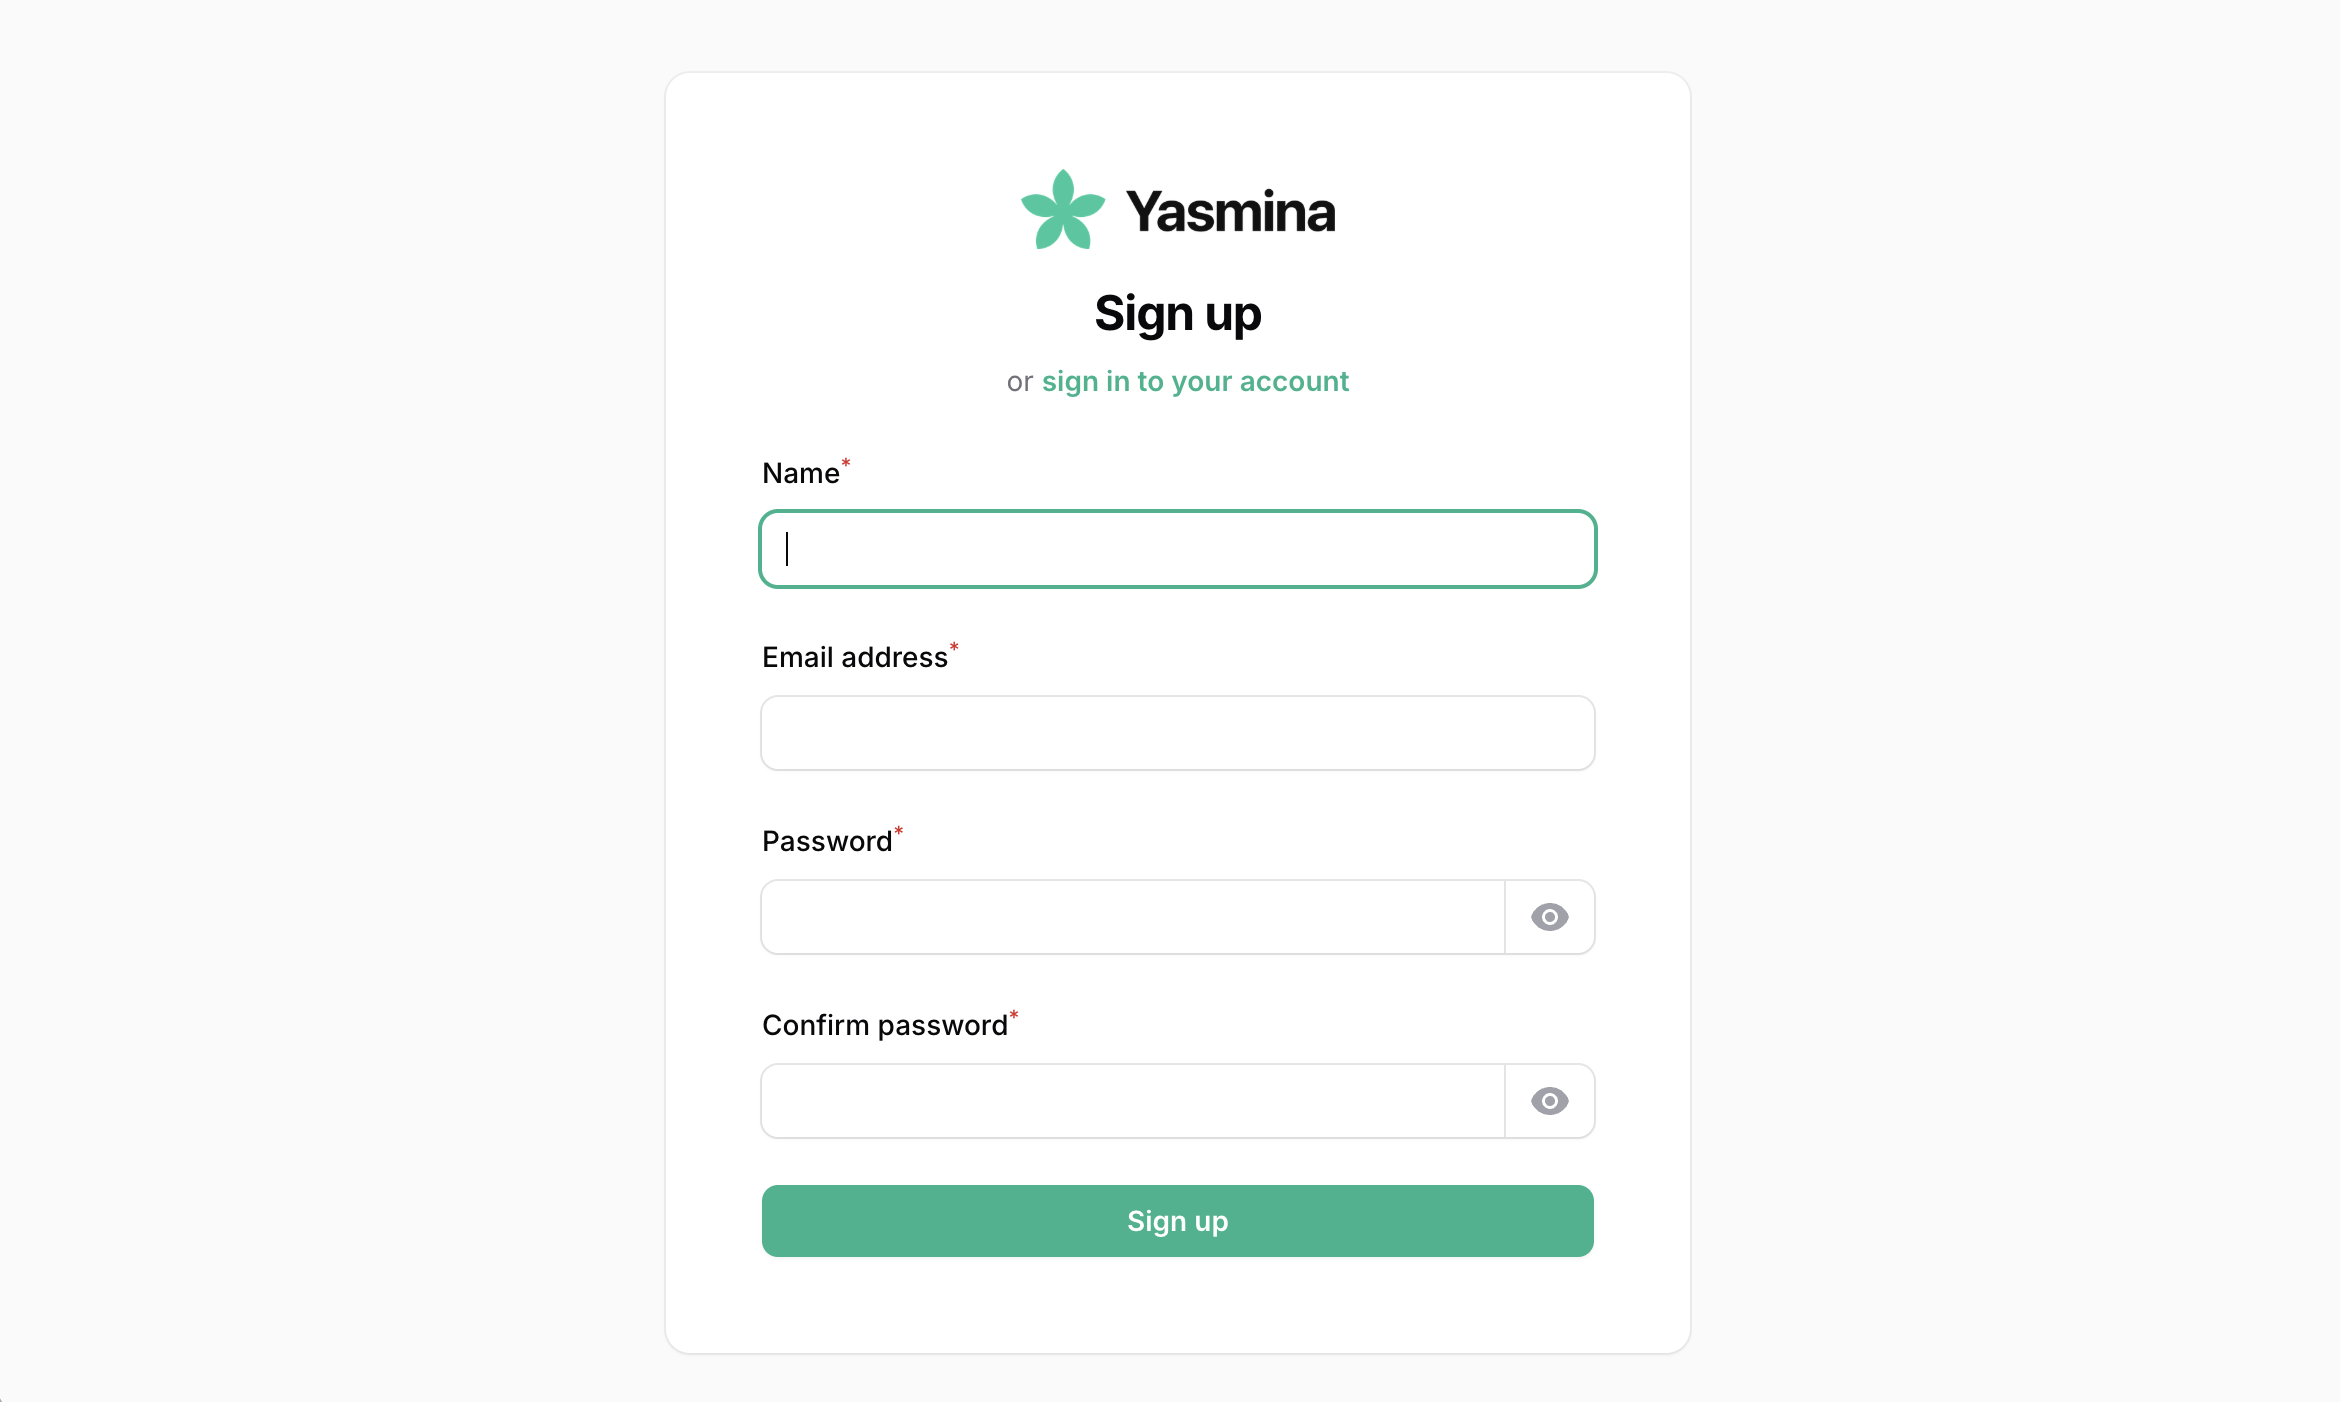 Yasmina
Sign up
or sign in to your account
Name*
Email address*
Password*
Confirm password*
Sign up